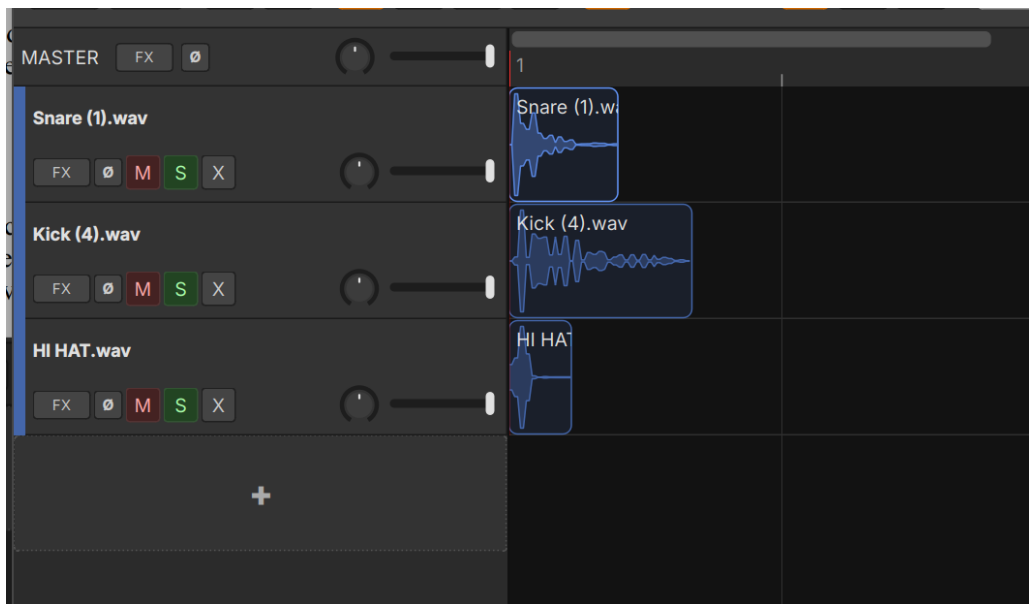 MASTER FX Ø
1
Snare (1).wav
FX Ø M S X
Snare (1).wa
Kick (4).wav
FX Ø M S X
Kick (4).wav
HI HAT.wav
FX Ø M S X
HI HAT
+